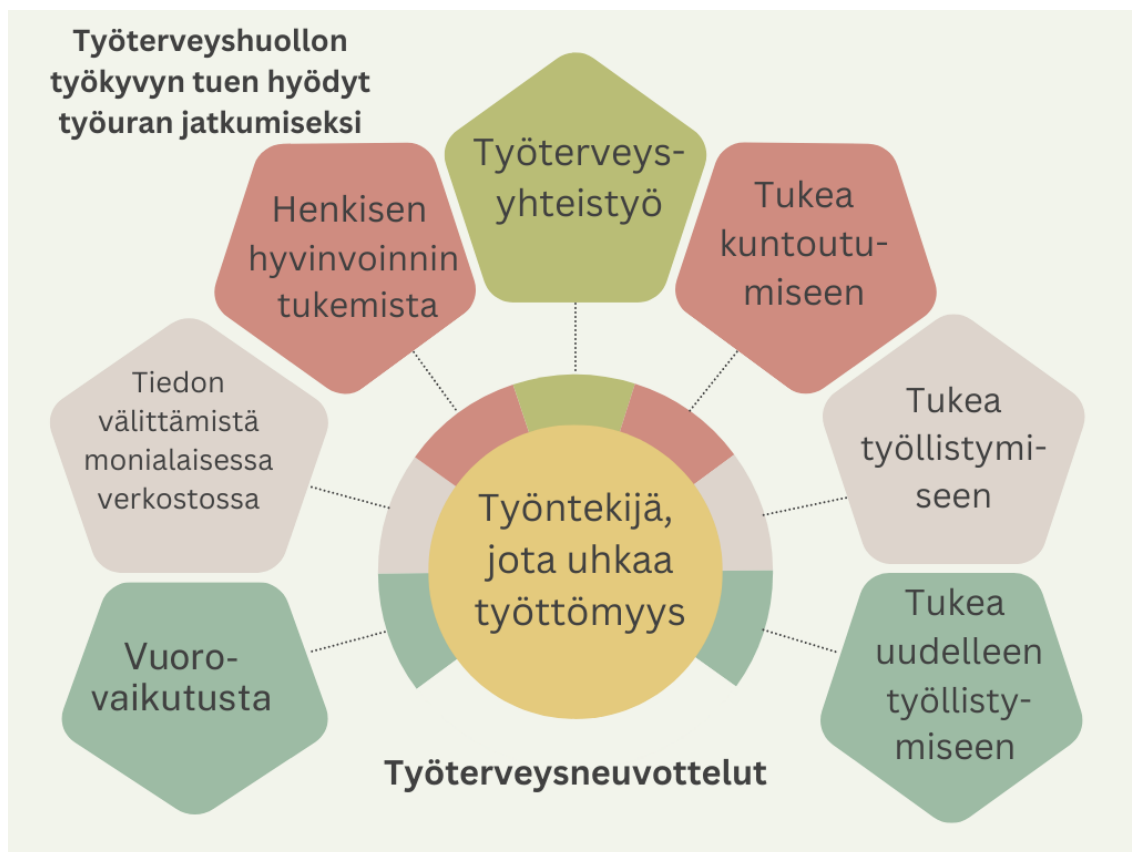 Työterveyshuollon
työkyvyn tuen hyödyt
työuran jatkumiseksi
Työterveys-
yhteistyö
Henkisen
hyvinvoinnin
tukemista
Tukea
kuntoutu-
miseen
Tiedon
välittämistä
monialaisessa
verkostossa
Tukea
työllistymi-
seen
Työntekijä,
jota uhkaa
työttömyys
Vuoro-
vaikutusta
Tukea
uudelleen
työllisty-
miseen
Työterveysneuvottelut